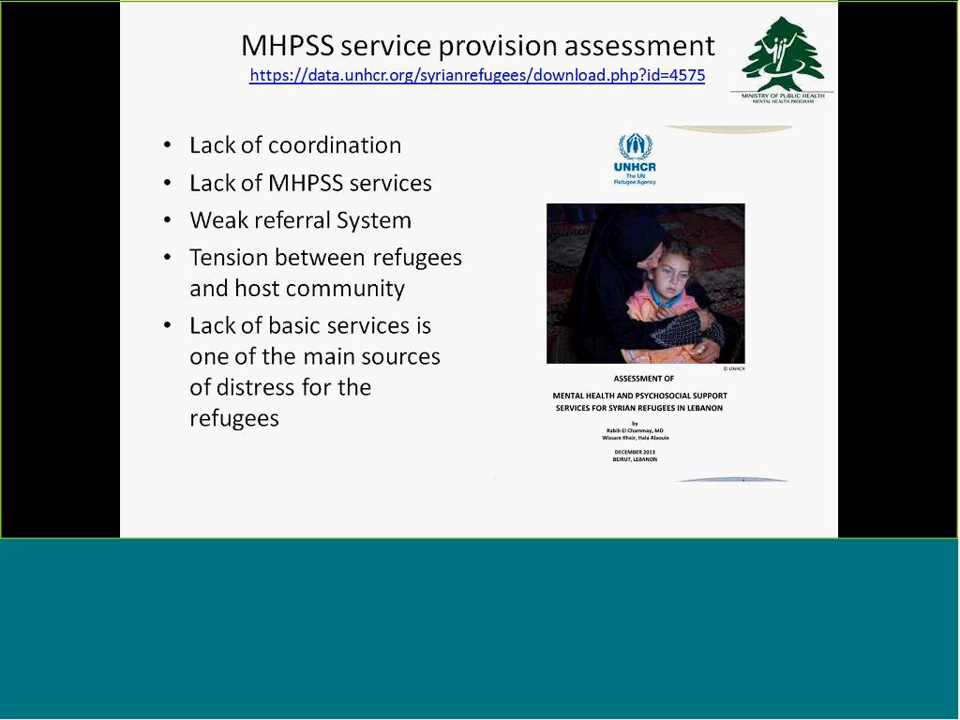 MHPSS service provision assessment
https://data.unhcr.org/syrianrefugees/download.php?id=4575
MINISTRY OF PUBLIC HEALTH
MENTAL HEALTH PROGRAM
• Lack of coordination
• Lack of MHPSS services
• Weak referral System
• Tension between refugees
and host community
• Lack of basic services is
one of the main sources
of distress for the
refugees
UNHCR
The UN
Refugee Agency
© UNHCR
ASSESSMENT OF
MENTAL HEALTH AND PSYCHOSOCIAL SUPPORT
SERVICES FOR SYRIAN REFUGEES IN LEBANON
by
Rabih El Chammay, MD
Wissam Kheir, Hala Alaouie
DECEMBER 2013
BEIRUT, LEBANON